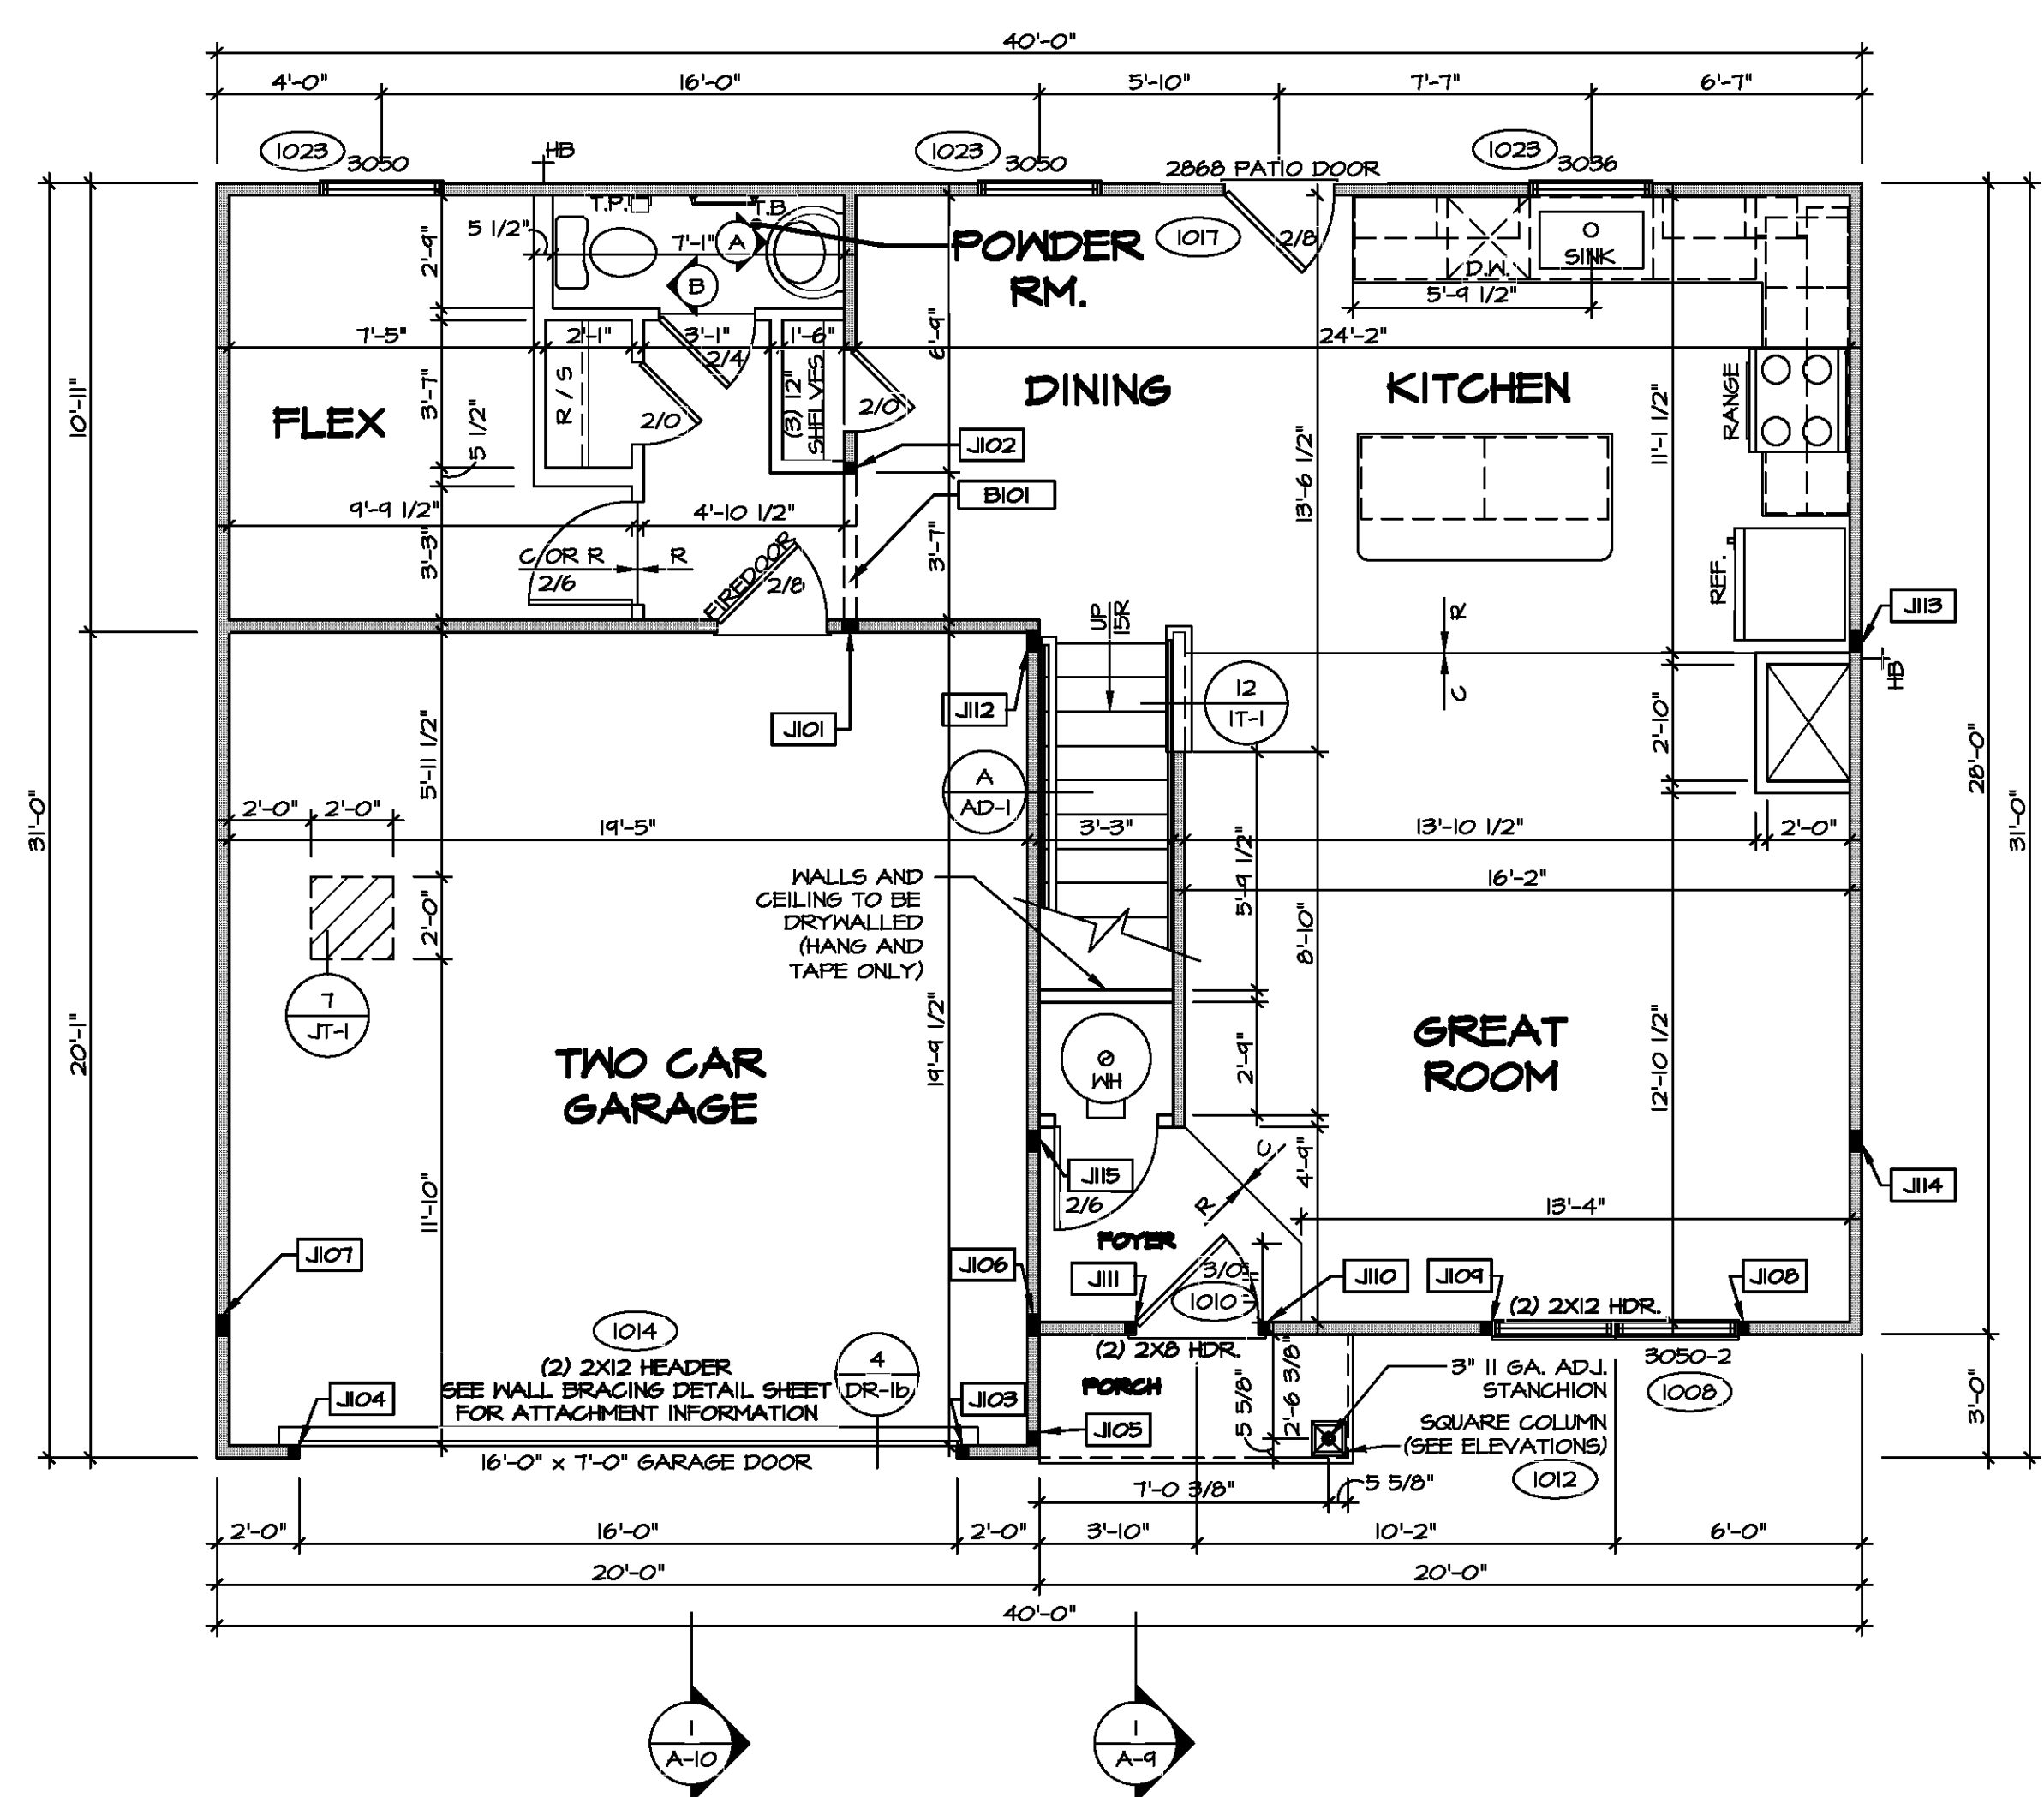 40'-0"
4'-0" 16'-0" 5'-10" 7'-7" 6'-7"
1023 3050 HB 1023 3050 2868 PATIO DOOR 1023 3036
T.P. T.B.
5 1/2" 2'-9" 7'-1" A B
POWDER
RM.
1017 2/8 D.W. SINK
5'-9 1/2"
7'-5" 2'-1" 3'-1" 1'-6" 6'-9" 24'-2"
2/4
FLEX
3'-7" 5 1/2" R / S 2/0
(3) 12"
SHELVES
2/0
DINING
KITCHEN
RANGE
10'-11"
J102
B101
13'-6 1/2"
11'-1 1/2"
9'-9 1/2" 4'-10 1/2"
3'-3" C OR R R 2/6
FIREDOOR 2/8
3'-7"
REF.
J113
HB
UP
15R
R
C
J101
J112
12
1T-1
A
AD-1
5'-11 1/2"
2'-10"
28'-0"
31'-0"
31'-0"
2'-0" 2'-0"
19'-5" 3'-3" 13'-10 1/2" 2'-0"
16'-2"
2'-0"
WALLS AND
CEILING TO BE
DRYWALLED
(HANG AND
TAPE ONLY)
5'-9 1/2"
8'-10"
7
JT-1
20'-1"
TWO CAR
GARAGE
19'-9 1/2"
WH
2'-9"
GREAT
ROOM
12'-10 1/2"
11'-10"
J115
2/6
C
R
4'-9"
J114
13'-4"
FOYER
J107
J106
J111
3/0
1010
J110
J109
J108
(2) 2X12 HDR.
1014
(2) 2X12 HEADER
SEE WALL BRACING DETAIL SHEET
FOR ATTACHMENT INFORMATION
4
DR-1b
(2) 2X8 HDR.
PORCH
3050-2
1008
3" 11 GA. ADJ.
STANCHION
SQUARE COLUMN
(SEE ELEVATIONS)
1012
J104
J103
J105
5 5/8"
2'-6 3/8"
3'-0"
16'-0" x 7'-0" GARAGE DOOR
7'-0 3/8" 5 5/8"
2'-0" 16'-0" 2'-0" 3'-10" 10'-2" 6'-0"
20'-0" 20'-0"
40'-0"
1
A-10
1
A-9